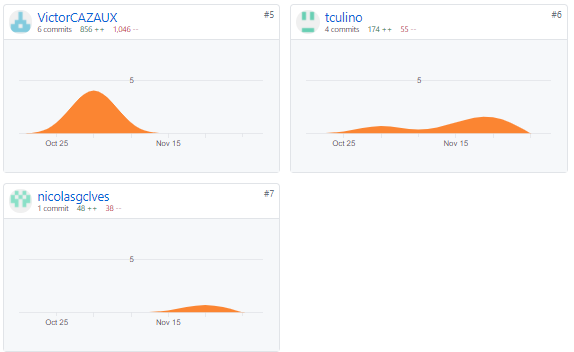 VictorCAZAUX #5
6 commits 856 ++ 1,046 --
5
Oct 25 Nov 15
tculino #6
4 commits 174 ++ 55 --
5
Oct 25 Nov 15
nicolasgclves #7
1 commit 48 ++ 38 --
5
Oct 25 Nov 15